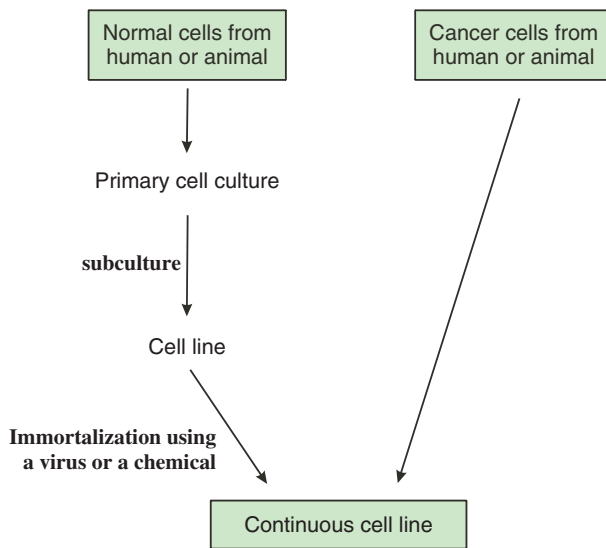 Normal cells from
human or animal
Cancer cells from
human or animal
Primary cell culture
subculture
Cell line
Immortalization using
a virus or a chemical
Continuous cell line